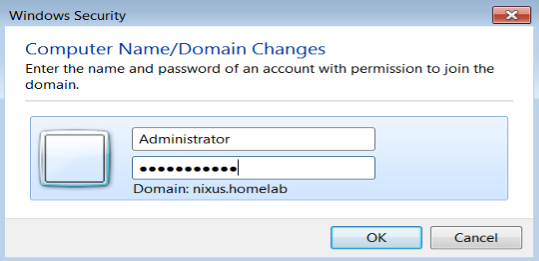 Windows Security
Computer Name/Domain Changes
Enter the name and password of an account with permission to join the
domain.
Administrator
●●●●●●●●●●●
Domain: nixus.homelab
OK
Cancel